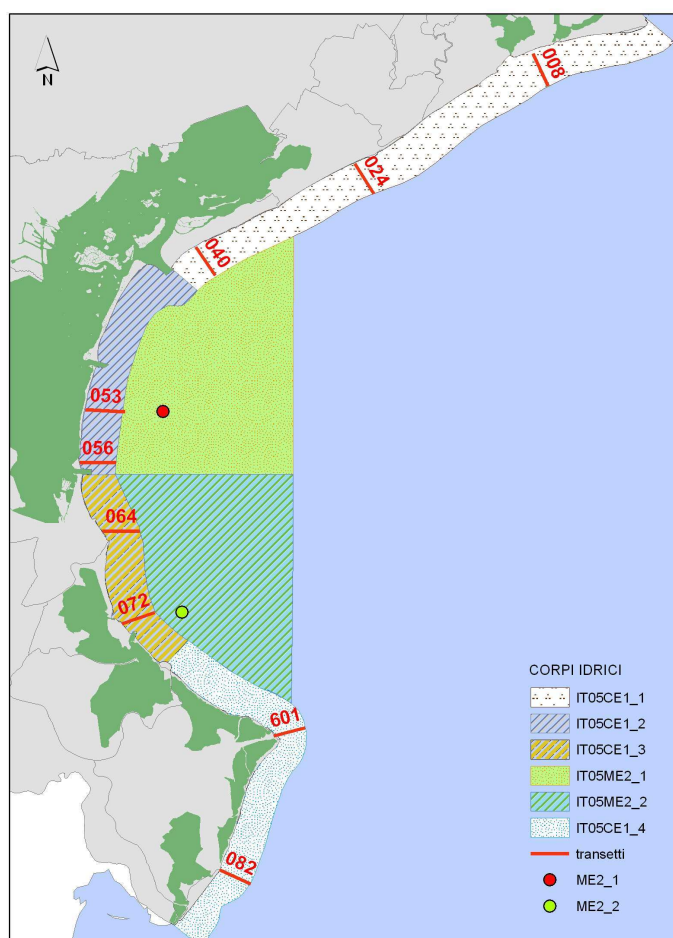 N
008
024
040
053
056
064
072
601
082
CORPI IDRICI
IT05CE1_1
IT05CE1_2
IT05CE1_3
IT05ME2_1
IT05ME2_2
IT05CE1_4
transetti
ME2_1
ME2_2